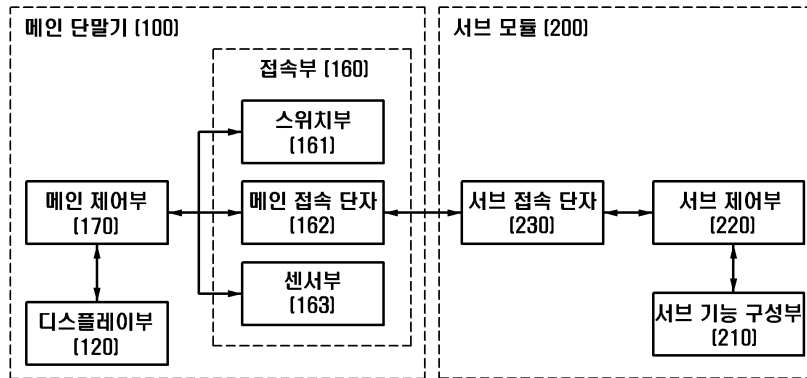 메인 단말기 (100)
서브 모듈 (200)
접속부 (160)
스위치부
(161)
메인 제어부
(170)
메인 접속 단자
(162)
서브 접속 단자
(230)
서브 제어부
(220)
센서부
(163)
디스플레이부
(120)
서브 기능 구성부
(210)